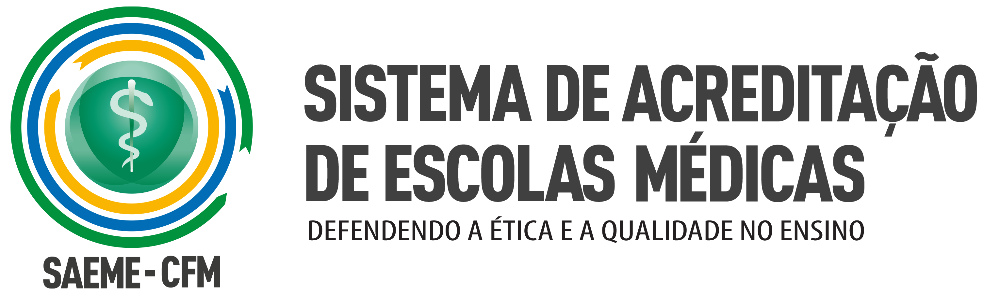 SISTEMA DE ACREDITAÇÃO
DE ESCOLAS MÉDICAS
DEFENDENDO A ÉTICA E A QUALIDADE NO ENSINO
SAEME - CFM